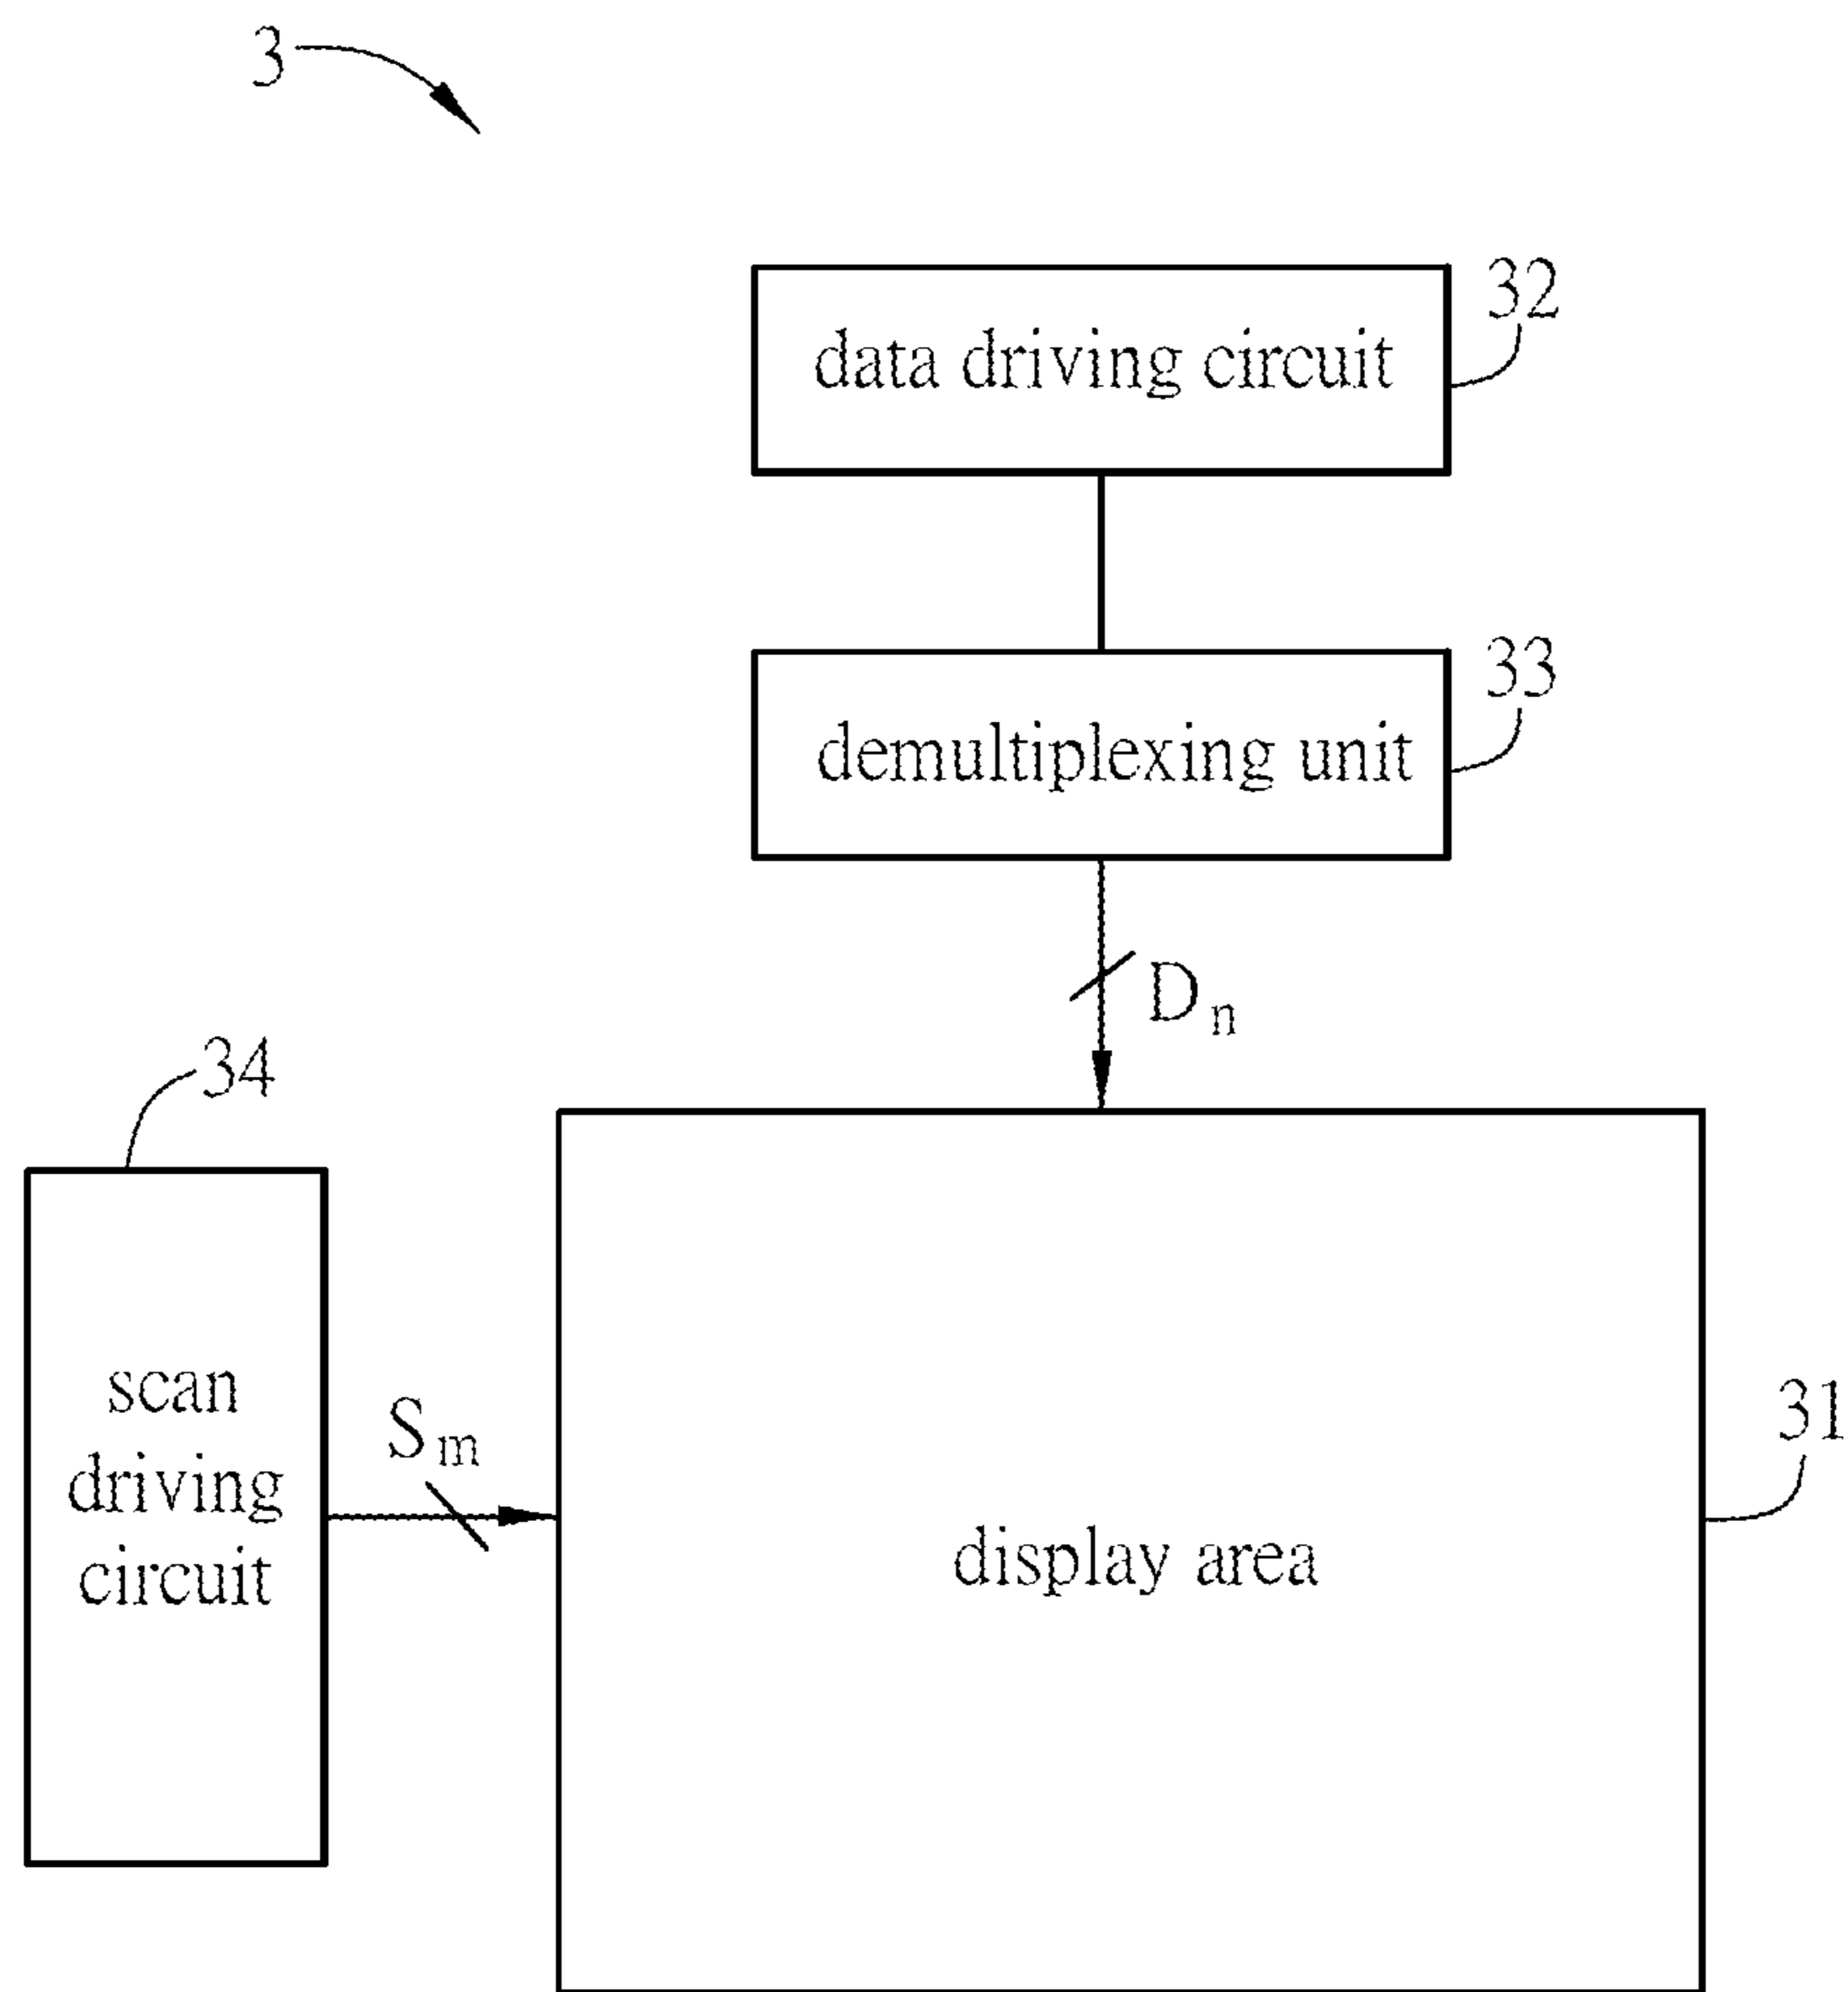 3
32
data driving circuit
33
demultiplexing unit
Dn
34
scan
driving
circuit
Sm
31
display area